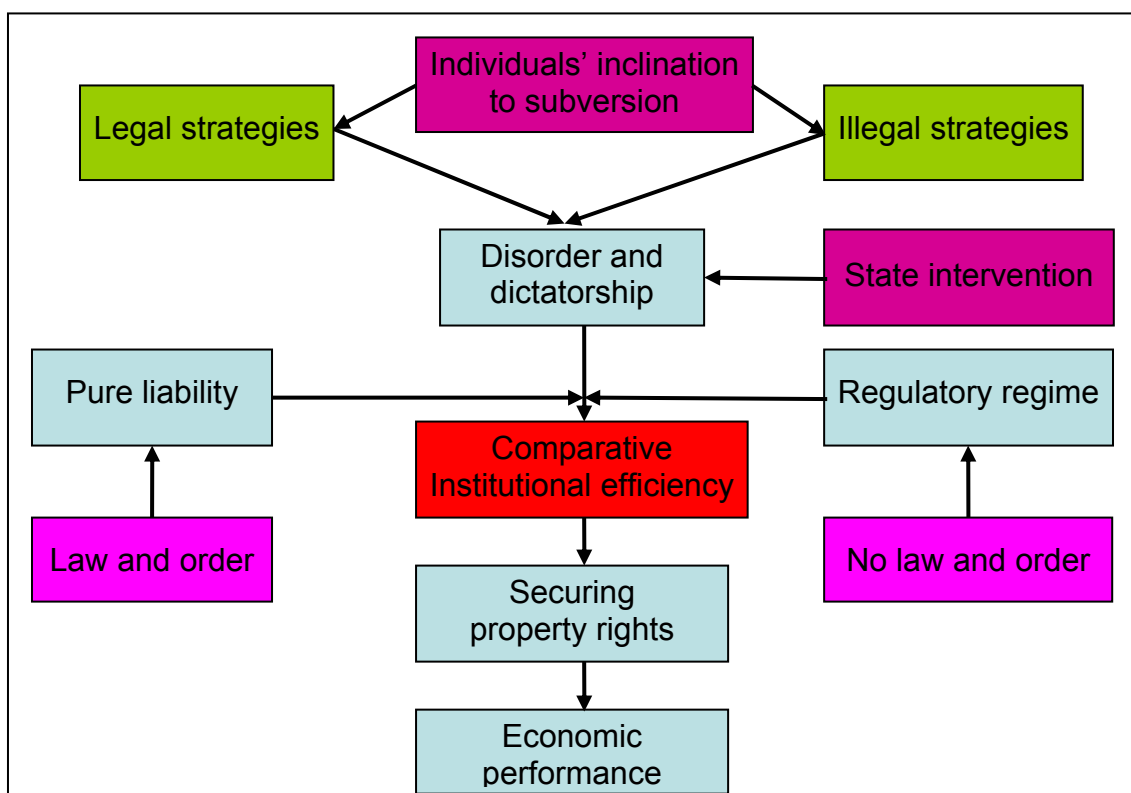 Individuals’ inclination
to subversion
Legal strategies
Illegal strategies
Disorder and
dictatorship
State intervention
Pure liability
Regulatory regime
Comparative
Institutional efficiency
Law and order
No law and order
Securing
property rights
Economic
performance